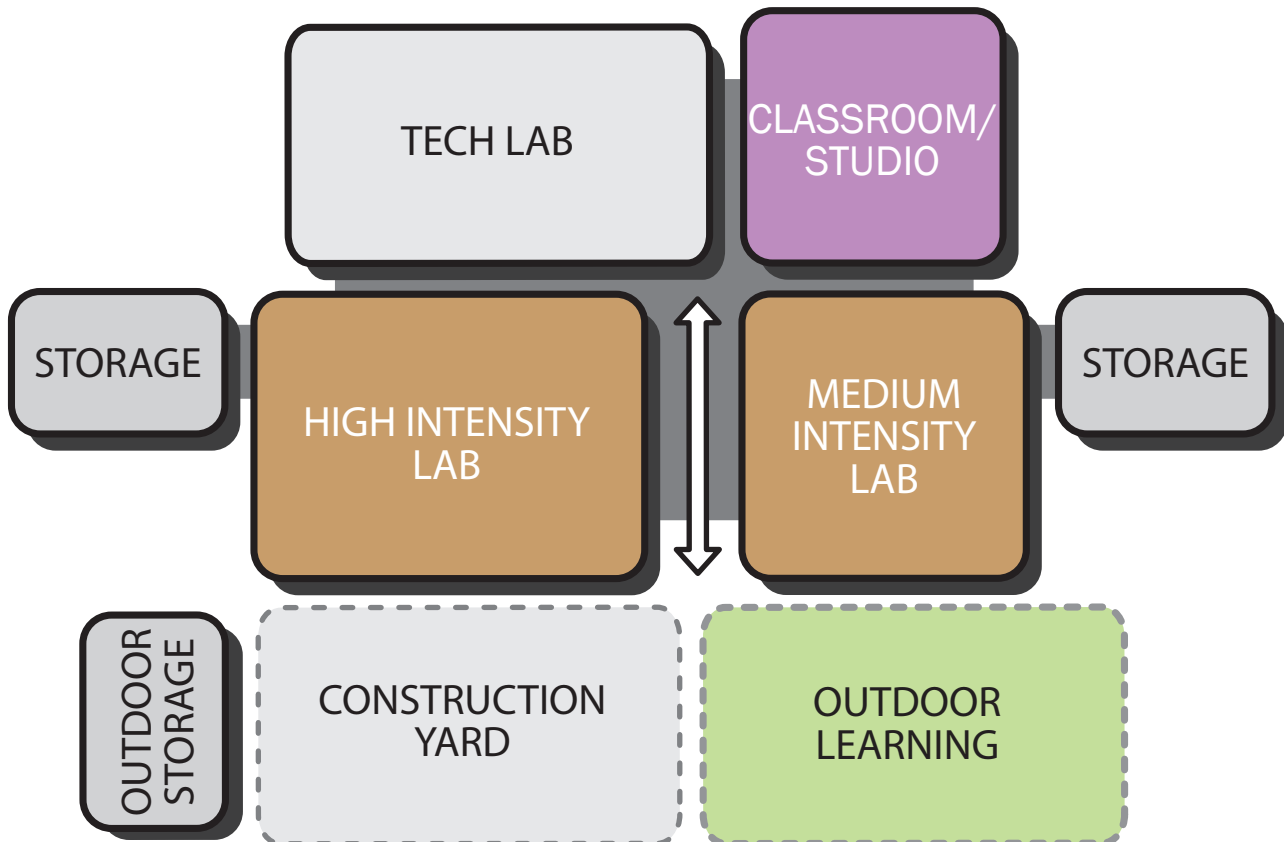 TECH LAB
CLASSROOM/
STUDIO
STORAGE
HIGH INTENSITY
LAB
MEDIUM
INTENSITY
LAB
STORAGE
OUTDOOR
STORAGE
CONSTRUCTION
YARD
OUTDOOR
LEARNING